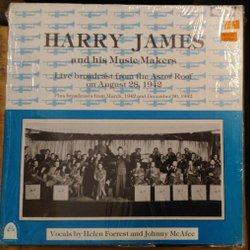 HARRY JAMES
and his Music Makers
Live broadcast from the Astor Roof
on August 28, 1942
Plus broadcasts from March, 1942 and December 30, 1942
Vocals by Helen Forrest and Johnny McAfee